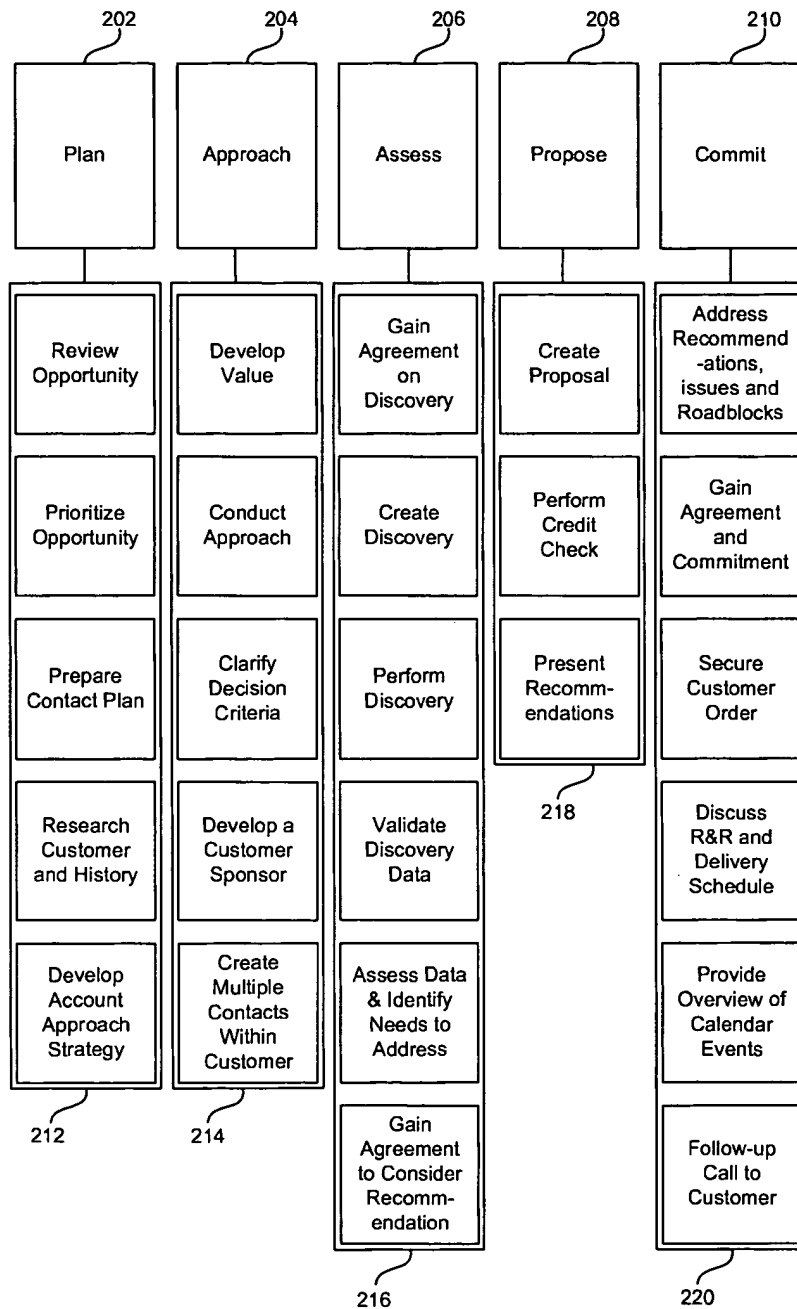 202
204
206
208
210
Plan
Approach
Assess
Propose
Commit
Review
Opportunity
Prioritize
Opportunity
Prepare
Contact Plan
Research
Customer
and History
Develop
Account
Approach
Strategy
212
Develop
Value
Conduct
Approach
Clarify
Decision
Criteria
Develop a
Customer
Sponsor
Create
Multiple
Contacts
Within
Customer
214
Gain
Agreement
on
Discovery
Create
Discovery
Perform
Discovery
Validate
Discovery
Data
Assess Data
& Identify
Needs to
Address
Gain
Agreement
to Consider
Recomm-
endation
216
Create
Proposal
Perform
Credit
Check
Present
Recomm-
endations
218
Address
Recommend
-ations,
issues and
Roadblocks
Gain
Agreement
and
Commitment
Secure
Customer
Order
Discuss
R&R and
Delivery
Schedule
Provide
Overview of
Calendar
Events
Follow-up
Call to
Customer
220